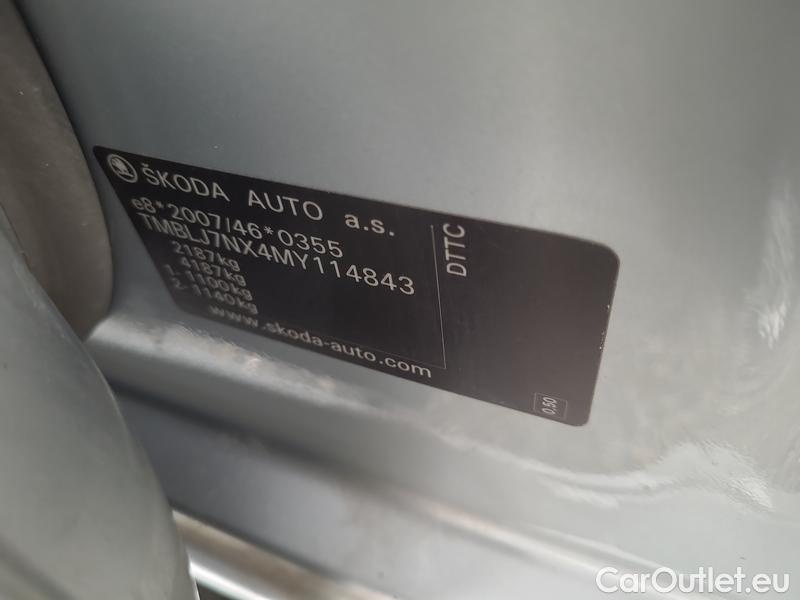 ŠKODA AUTO a.s.
e8*2007/46*0355
TMBLJ7NX4MY114843
2187kg
4187kg
1- 1100kg
2- 1140kg
www.skoda-auto.com
DTTC
0,50
CarOutlet.eu